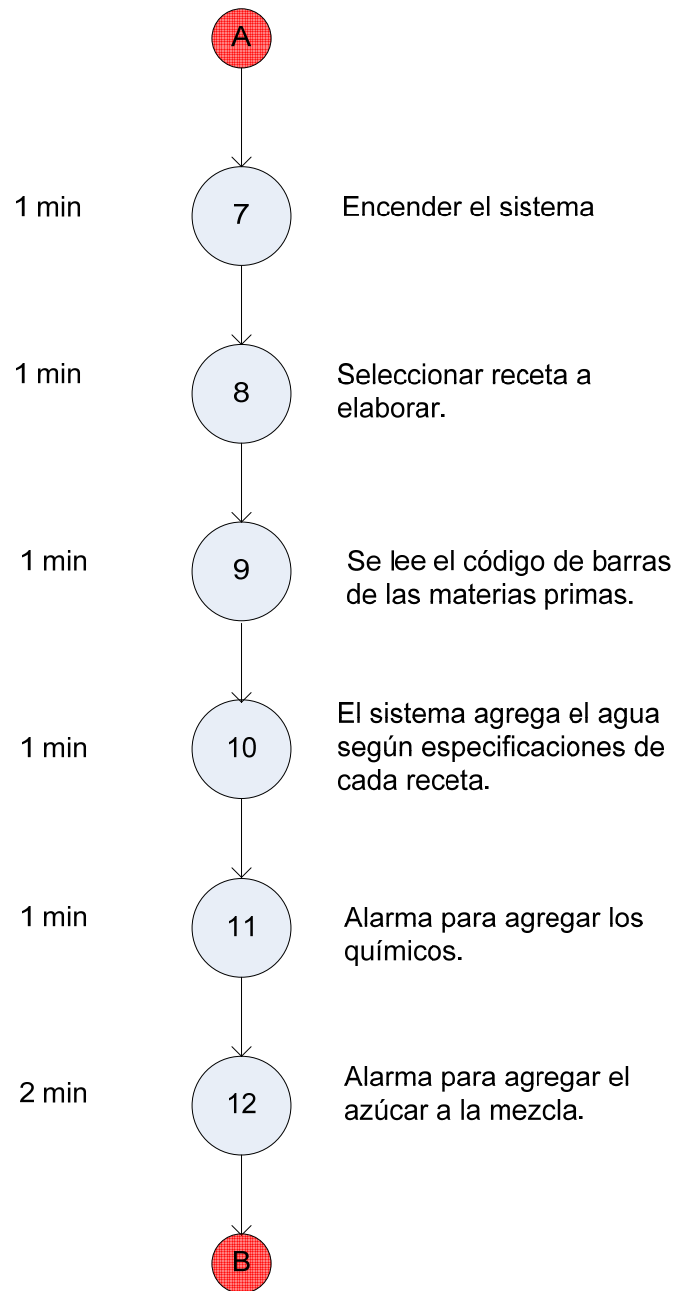 A
1 min
7
Encender el sistema
1 min
8
Seleccionar receta a
elaborar.
1 min
9
Se lee el código de barras
de las materias primas.
1 min
10
El sistema agrega el agua
según especificaciones de
cada receta.
1 min
11
Alarma para agregar los
químicos.
2 min
12
Alarma para agregar el
azúcar a la mezcla.
B